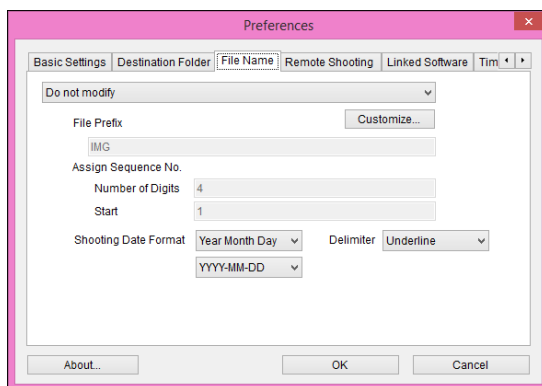 Preferences
Basic Settings Destination Folder File Name Remote Shooting Linked Software Tim
Do not modify
File Prefix Customize...
IMG
Assign Sequence No.
Number of Digits 4
Start 1
Shooting Date Format Year Month Day Delimiter Underline
YYYY-MM-DD
About... OK Cancel